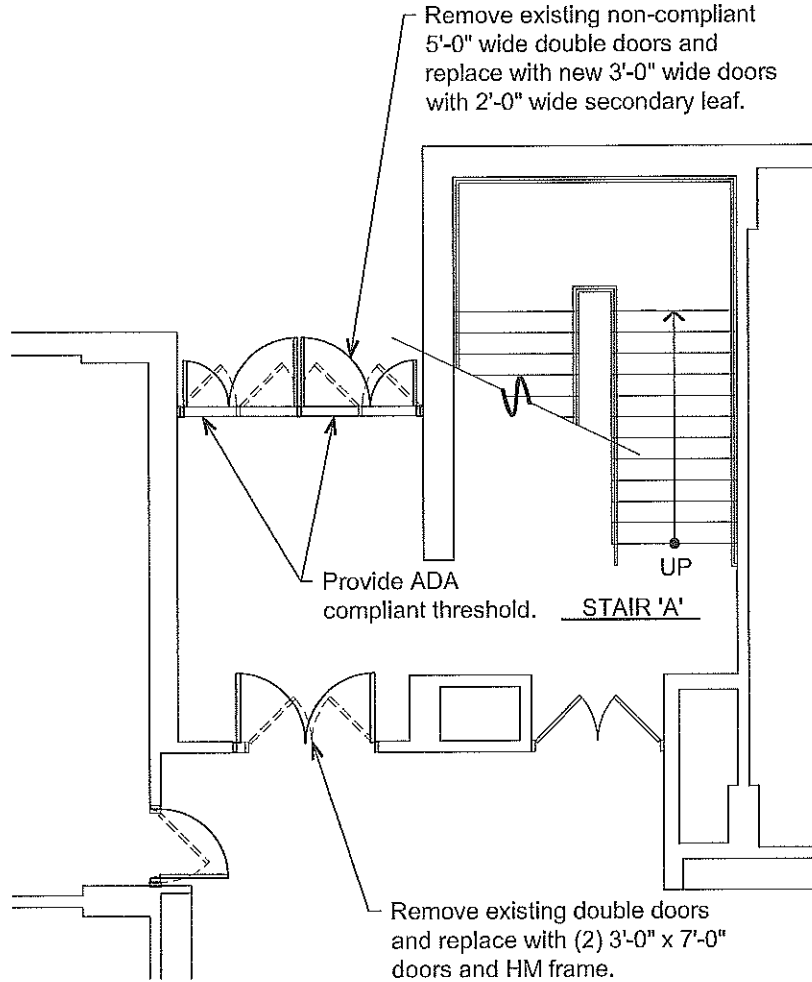 Remove existing non-compliant
5'-0" wide double doors and
replace with new 3'-0" wide doors
with 2'-0" wide secondary leaf.
UP
Provide ADA
compliant threshold.
STAIR 'A'
Remove existing double doors
and replace with (2) 3'-0" x 7'-0"
doors and HM frame.